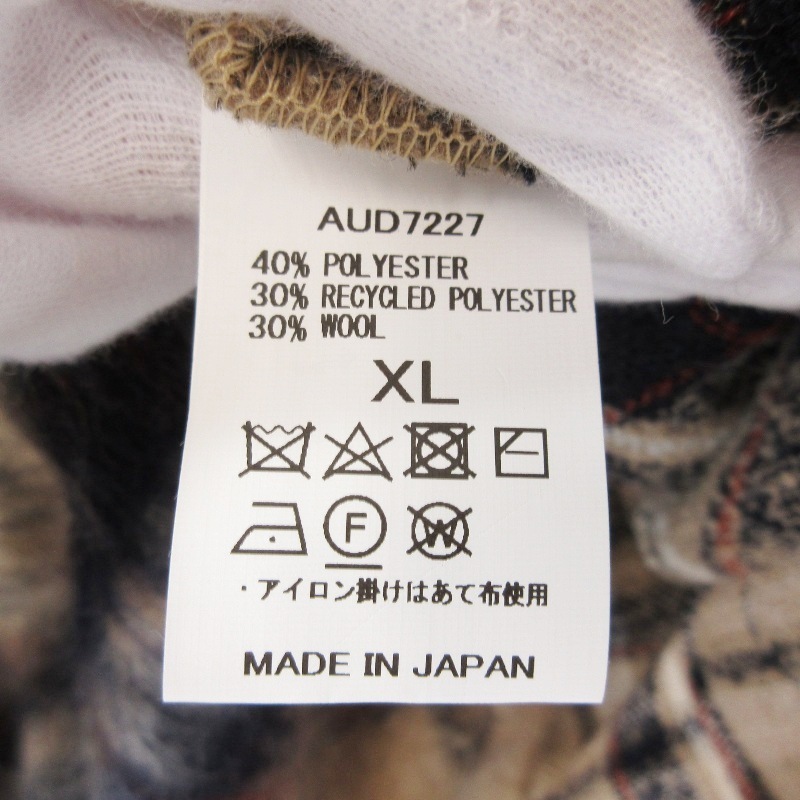 AUD7227
40% POLYESTER
30% RECYCLED POLYESTER
30% WOOL
XL
F W
・アイロン掛けはあて布使用
MADE IN JAPAN